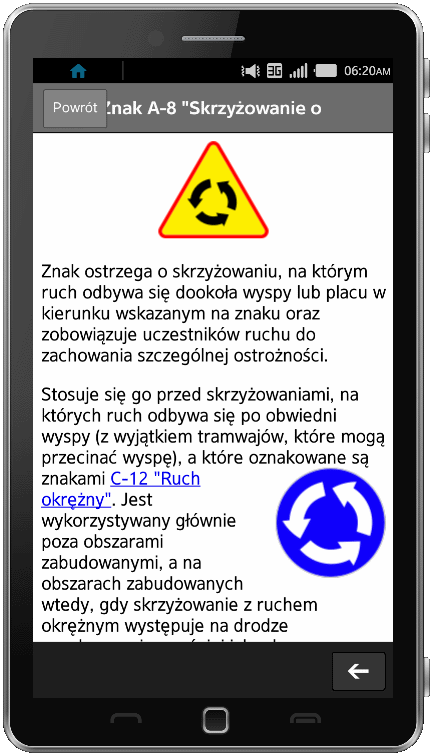 3G 06:20AM
Powrót Znak A-8 "Skrzyżowanie o
Znak ostrzega o skrzyżowaniu, na którym
ruch odbywa się dookoła wyspy lub placu w
kierunku wskazanym na znaku oraz
zobowiązuje uczestników ruchu do
zachowania szczególnej ostrożności.
Stosuje się go przed skrzyżowaniami, na
których ruch odbywa się po obwiedni
wyspy (z wyjątkiem tramwajów, które mogą
przecinać wyspę), a które oznakowane są
znakami C-12 "Ruch
okrężny". Jest
wykorzystywany głównie
poza obszarami
zabudowanymi, a na
obszarach zabudowanych
wtedy, gdy skrzyżowanie z ruchem
okrężnym występuje na drodze